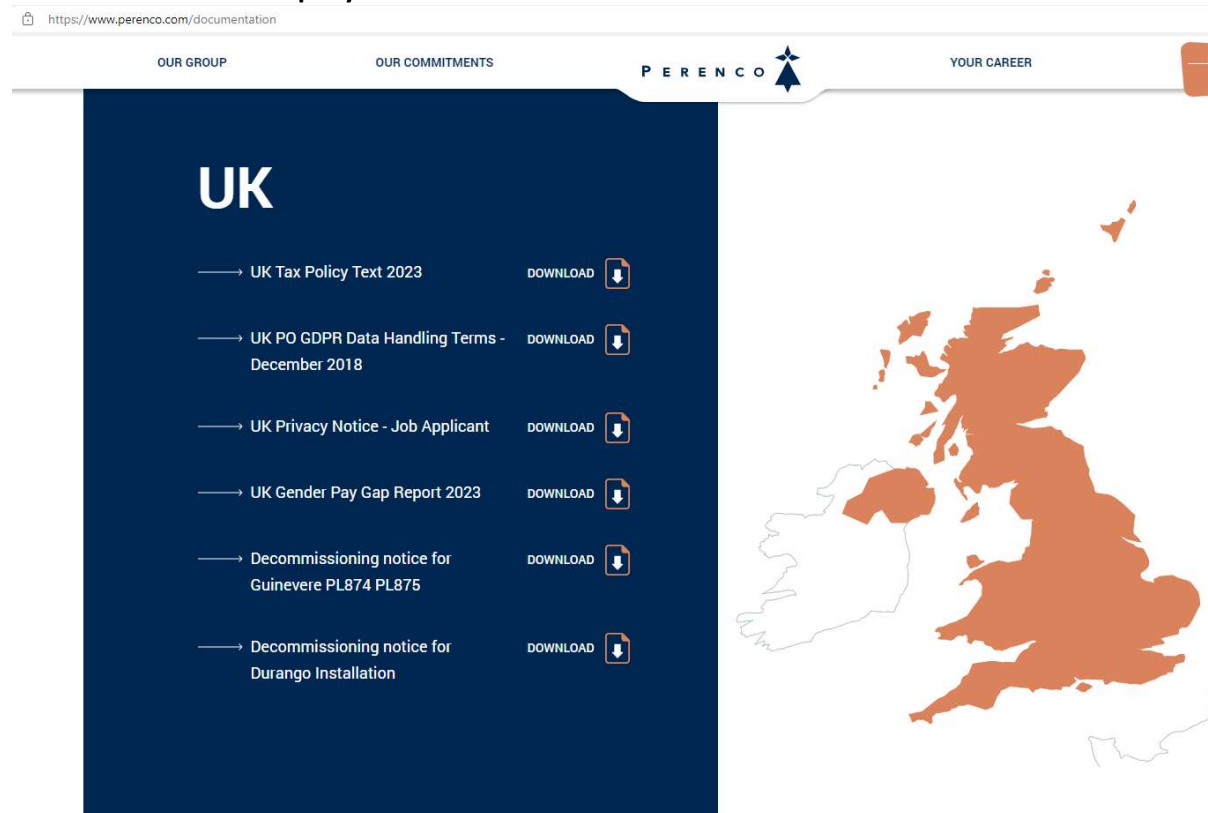 https://www.perenco.com/documentation
OUR GROUP
OUR COMMITMENTS
PERENCO
YOUR CAREER
UK
UK Tax Policy Text 2023
DOWNLOAD
UK PO GDPR Data Handling Terms -
December 2018
DOWNLOAD
UK Privacy Notice - Job Applicant
DOWNLOAD
UK Gender Pay Gap Report 2023
DOWNLOAD
Decommissioning notice for
Guinevere PL874 PL875
DOWNLOAD
Decommissioning notice for
Durango Installation
DOWNLOAD